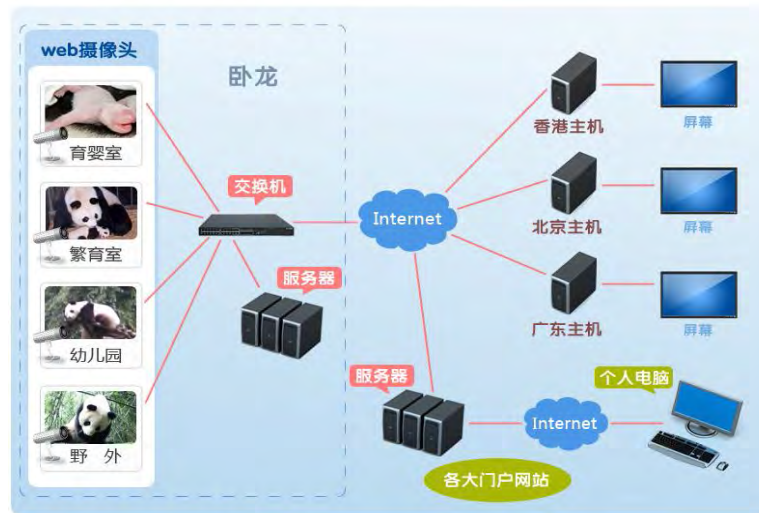 web摄像头
卧龙
育婴室
繁育室
幼儿园
野 外
交换机
服务器
Internet
香港主机
屏幕
北京主机
屏幕
广东主机
屏幕
服务器
Internet
个人电脑
各大门户网站